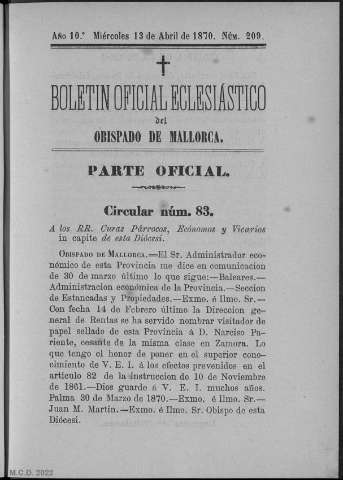 Año 10.º Miércoles 13 de Abril de 1870. Núm. 209.
BOLETIN OFICIAL ECLESIÁSTICO
del
OBISPADO DE MALLORCA.
PARTE OFICIAL.
Circular núm. 83.
A los RR. Curas Párrocos, Ecónomos y Vicarios
in capite de esta Diócesi.
OBISPADO DE MALLORCA.—El Sr. Administrador eco-
nómico de esta Provincia me dice en comunicacion
de 30 de marzo último lo que sigue:—Baleares.—
Administracion económica de la Provincia.—Seccion
de Estancadas y Propiedades.—Exmo. é Ilmo. Sr.—
Con fecha 14 de Febrero último la Direccion gene-
ral de Rentas se ha servido nombrar visitador de
papel sellado de esta Provincia á D. Narciso Pa-
riente, cesante de la misma clase en Zamora. Lo
que tengo el honor de poner en el superior cono-
cimiento de V. E. I. á los efectos prevenidos en el
artículo 82 de la instruccion de 10 de Noviembre
de 1861.—Dios guarde á V. E. I. muchos años.
Palma 30 de Marzo de 1870.—Exmo. é Ilmo. Sr.—
Juan M. Martin.—Exmo. é Ilmo. Sr. Obispo de esta
Diócesi.
M.C.D. 2022